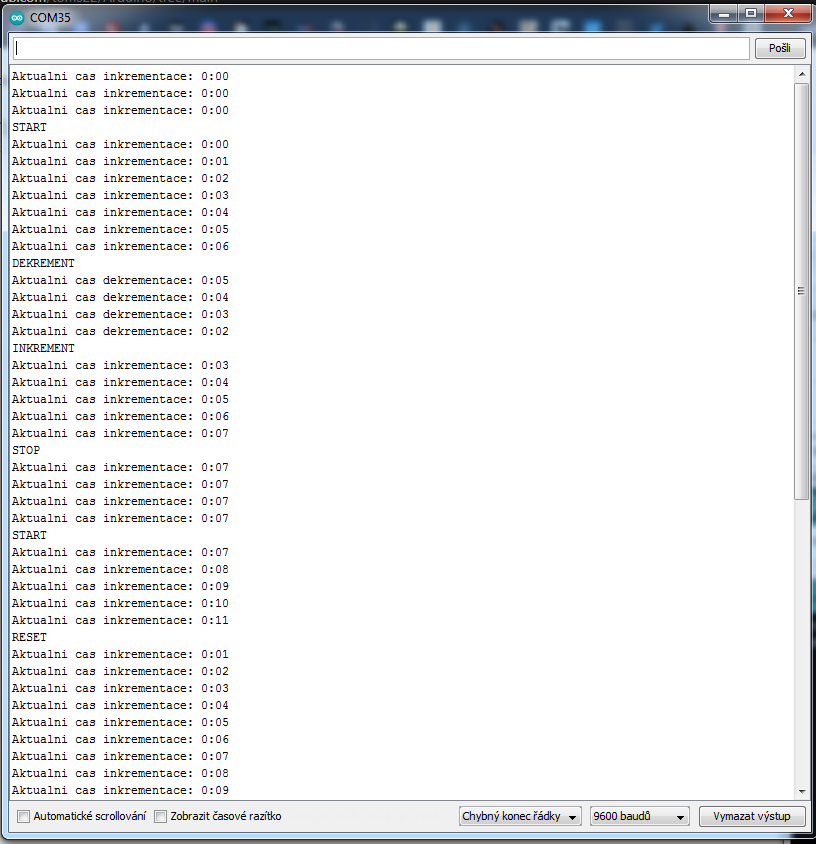 COM35
Pošli
Aktualni cas inkrementace: 0:00
Aktualni cas inkrementace: 0:00
Aktualni cas inkrementace: 0:00
START
Aktualni cas inkrementace: 0:00
Aktualni cas inkrementace: 0:01
Aktualni cas inkrementace: 0:02
Aktualni cas inkrementace: 0:03
Aktualni cas inkrementace: 0:04
Aktualni cas inkrementace: 0:05
Aktualni cas inkrementace: 0:06
DEKREMENT
Aktualni cas dekrementace: 0:05
Aktualni cas dekrementace: 0:04
Aktualni cas dekrementace: 0:03
Aktualni cas dekrementace: 0:02
INKREMENT
Aktualni cas inkrementace: 0:03
Aktualni cas inkrementace: 0:04
Aktualni cas inkrementace: 0:05
Aktualni cas inkrementace: 0:06
Aktualni cas inkrementace: 0:07
STOP
Aktualni cas inkrementace: 0:07
Aktualni cas inkrementace: 0:07
Aktualni cas inkrementace: 0:07
Aktualni cas inkrementace: 0:07
START
Aktualni cas inkrementace: 0:07
Aktualni cas inkrementace: 0:08
Aktualni cas inkrementace: 0:09
Aktualni cas inkrementace: 0:10
Aktualni cas inkrementace: 0:11
RESET
Aktualni cas inkrementace: 0:01
Aktualni cas inkrementace: 0:02
Aktualni cas inkrementace: 0:03
Aktualni cas inkrementace: 0:04
Aktualni cas inkrementace: 0:05
Aktualni cas inkrementace: 0:06
Aktualni cas inkrementace: 0:07
Aktualni cas inkrementace: 0:08
Aktualni cas inkrementace: 0:09
Automatické scrollování Zobrazit časové razítko Chybný konec řádky 9600 baudů Vymazat výstup